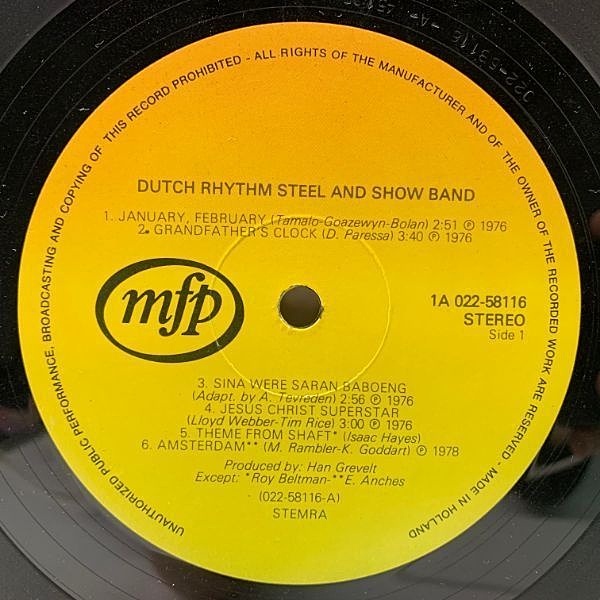 UNAUTHORIZED PUBLIC PERFORMANCE, BROADCASTING AND COPYING OF THIS RECORD PROHIBITED - ALL RIGHTS OF THE MANUFACTURER AND OF THE OWNER OF THE RECORDED WORK ARE RESERVED - MADE IN HOLLAND
DUTCH RHYTHM STEEL AND SHOW BAND
1. JANUARY, FEBRUARY (Tamalo-Goazewyn-Bolan) 2:51 ℗ 1976
2. GRANDFATHER'S CLOCK (D. Paressa) 3:40 ℗ 1976
mfp
1A 022-58116
STEREO
Side 1
3. SINA WERE SARAN BABOENG
(Adapt. by A. Tevreden) 2:56 ℗ 1976
4. JESUS CHRIST SUPERSTAR
(Lloyd Webber-Tim Rice) 3:00 ℗ 1976
5. THEME FROM SHAFT* (Isaac Hayes)
6. AMSTERDAM** (M. Rambler-K. Goddart) ℗ 1978
Produced by: Han Grevelt
Except: *Roy Beltman-**E. Anches
(022-58116-A)
STEMRA